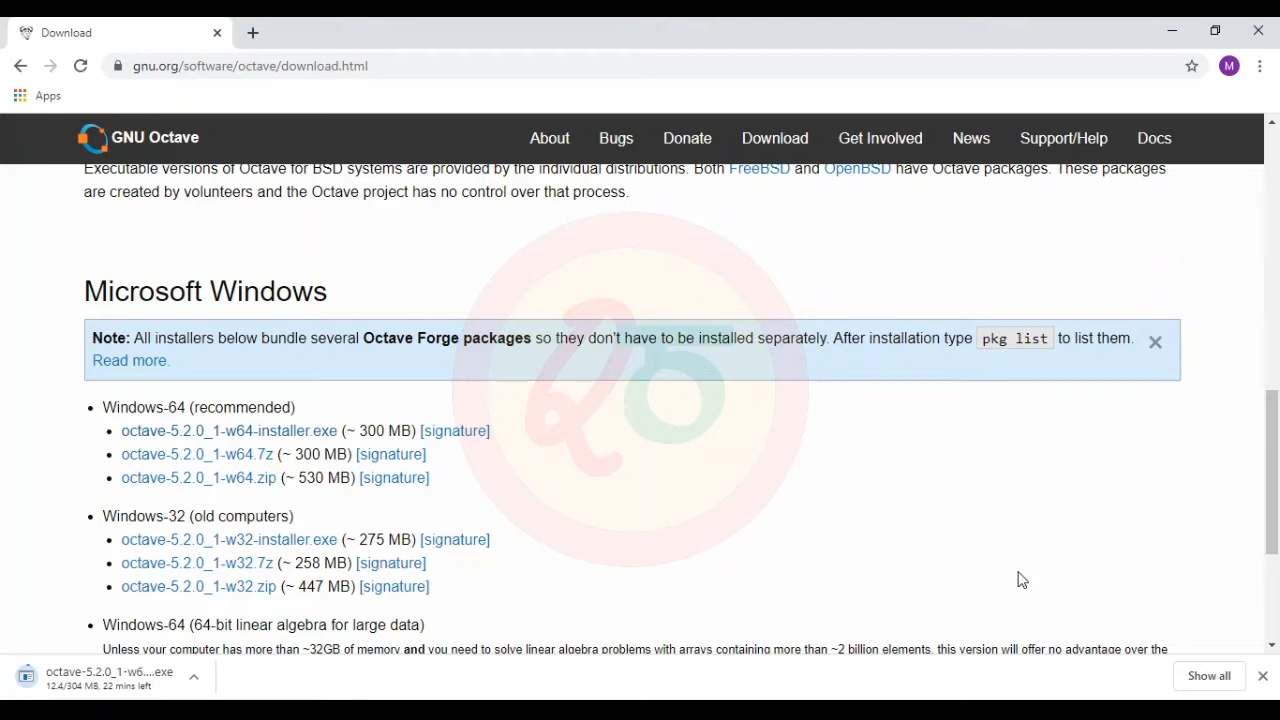 Download
gnu.org/software/octave/download.html
M
Apps
GNU Octave
About Bugs Donate Download Get Involved News Support/Help Docs
Executable versions of Octave for BSD systems are provided by the individual distributions. Both FreeBSD and OpenBSD have Octave packages. These packages
are created by volunteers and the Octave project has no control over that process.
Microsoft Windows
Note: All installers below bundle several Octave Forge packages so they don't have to be installed separately. After installation type pkg list to list them.
Read more.
Windows-64 (recommended)
octave-5.2.0_1-w64-installer.exe (~ 300 MB) [signature]
octave-5.2.0_1-w64.7z (~ 300 MB) [signature]
octave-5.2.0_1-w64.zip (~ 530 MB) [signature]
Windows-32 (old computers)
octave-5.2.0_1-w32-installer.exe (~ 275 MB) [signature]
octave-5.2.0_1-w32.7z (~ 258 MB) [signature]
octave-5.2.0_1-w32.zip (~ 447 MB) [signature]
Windows-64 (64-bit linear algebra for large data)
Unless your computer has more than ~32GB of memory and you need to solve linear algebra problems with arrays containing more than ~2 billion elements, this version will offer no advantage over the
octave-5.2.0_1-w6....exe
12.4/304 MB, 22 mins left
Show all